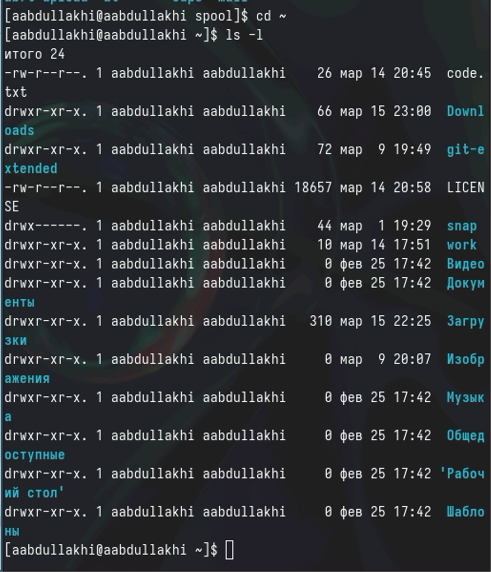 [aabdullakhi@aabdullakhi spool]$ cd ~
[aabdullakhi@aabdullakhi ~]$ ls -l
итого 24
-rw-r--r--. 1 aabdullakhi aabdullakhi    26 мар 14 20:45  code.
txt
drwxr-xr-x. 1 aabdullakhi aabdullakhi    66 мар 15 23:00  Downl
oads
drwxr-xr-x. 1 aabdullakhi aabdullakhi    72 мар  9 19:49  git-e
xtended
-rw-r--r--. 1 aabdullakhi aabdullakhi 18657 мар 14 20:58  LICEN
SE
drwx------. 1 aabdullakhi aabdullakhi    44 мар  1 19:29  snap
drwxr-xr-x. 1 aabdullakhi aabdullakhi    10 мар 14 17:51  work
drwxr-xr-x. 1 aabdullakhi aabdullakhi     0 фев 25 17:42  Видео
drwxr-xr-x. 1 aabdullakhi aabdullakhi     0 фев 25 17:42  Докум
енты
drwxr-xr-x. 1 aabdullakhi aabdullakhi   310 мар 15 22:25  Загру
зки
drwxr-xr-x. 1 aabdullakhi aabdullakhi     0 мар  9 20:07  Изобр
ажения
drwxr-xr-x. 1 aabdullakhi aabdullakhi     0 фев 25 17:42  Музык
а
drwxr-xr-x. 1 aabdullakhi aabdullakhi     0 фев 25 17:42  Общед
оступные
drwxr-xr-x. 1 aabdullakhi aabdullakhi     0 фев 25 17:42 'Рабоч
ий стол'
drwxr-xr-x. 1 aabdullakhi aabdullakhi     0 фев 25 17:42  Шабло
ны
[aabdullakhi@aabdullakhi ~]$